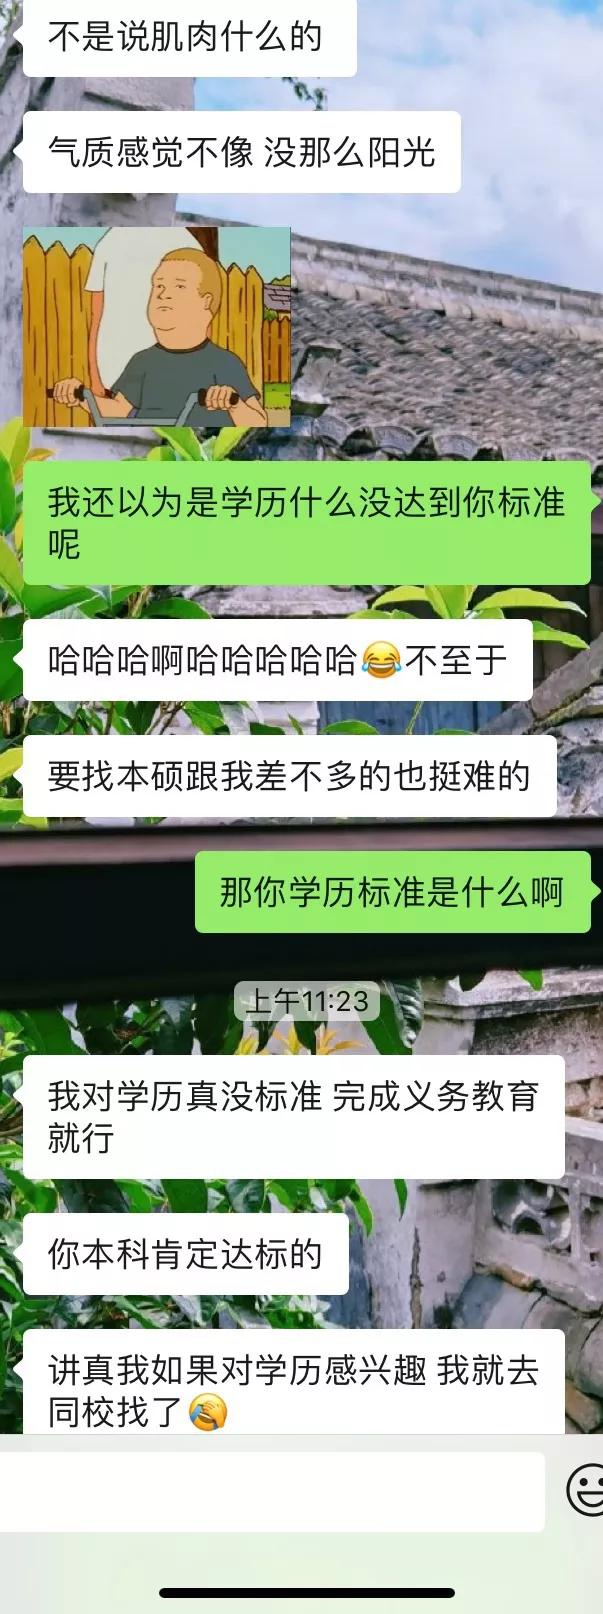 不是说肌肉什么的
气质感觉不像 没那么阳光
我还以为是学历什么没达到你标准
呢
哈哈哈啊哈哈哈哈哈😂不至于
要找本硕跟我差不多的也挺难的
那你学历标准是什么啊
上午11:23
我对学历真没标准 完成义务教育
就行
你本科肯定达标的
讲真我如果对学历感兴趣 我就去
同校找了🤦